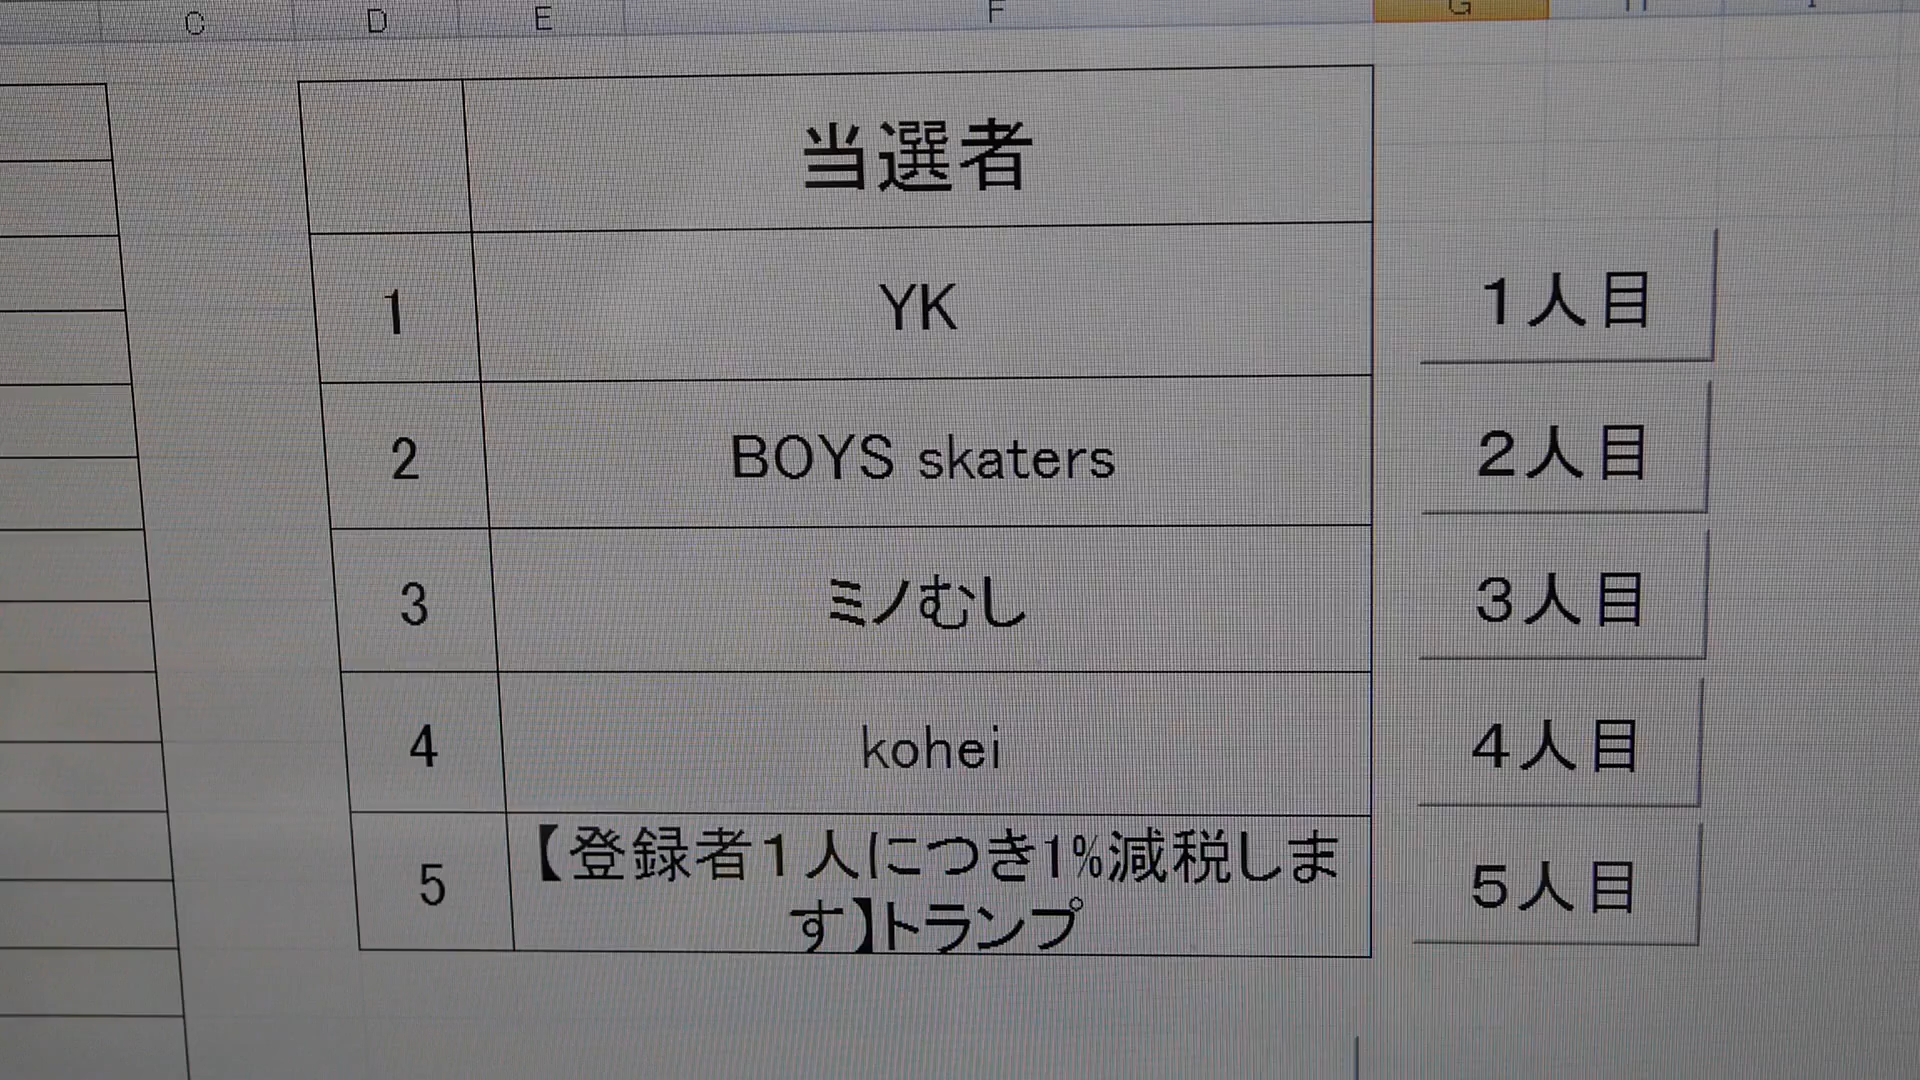 C D E F G
当選者
1 YK 1人目
2 BOYS skaters 2人目
3 ミノむし 3人目
4 kohei 4人目
5 【登録者1人につき1%減税しま
す】トランプ 5人目